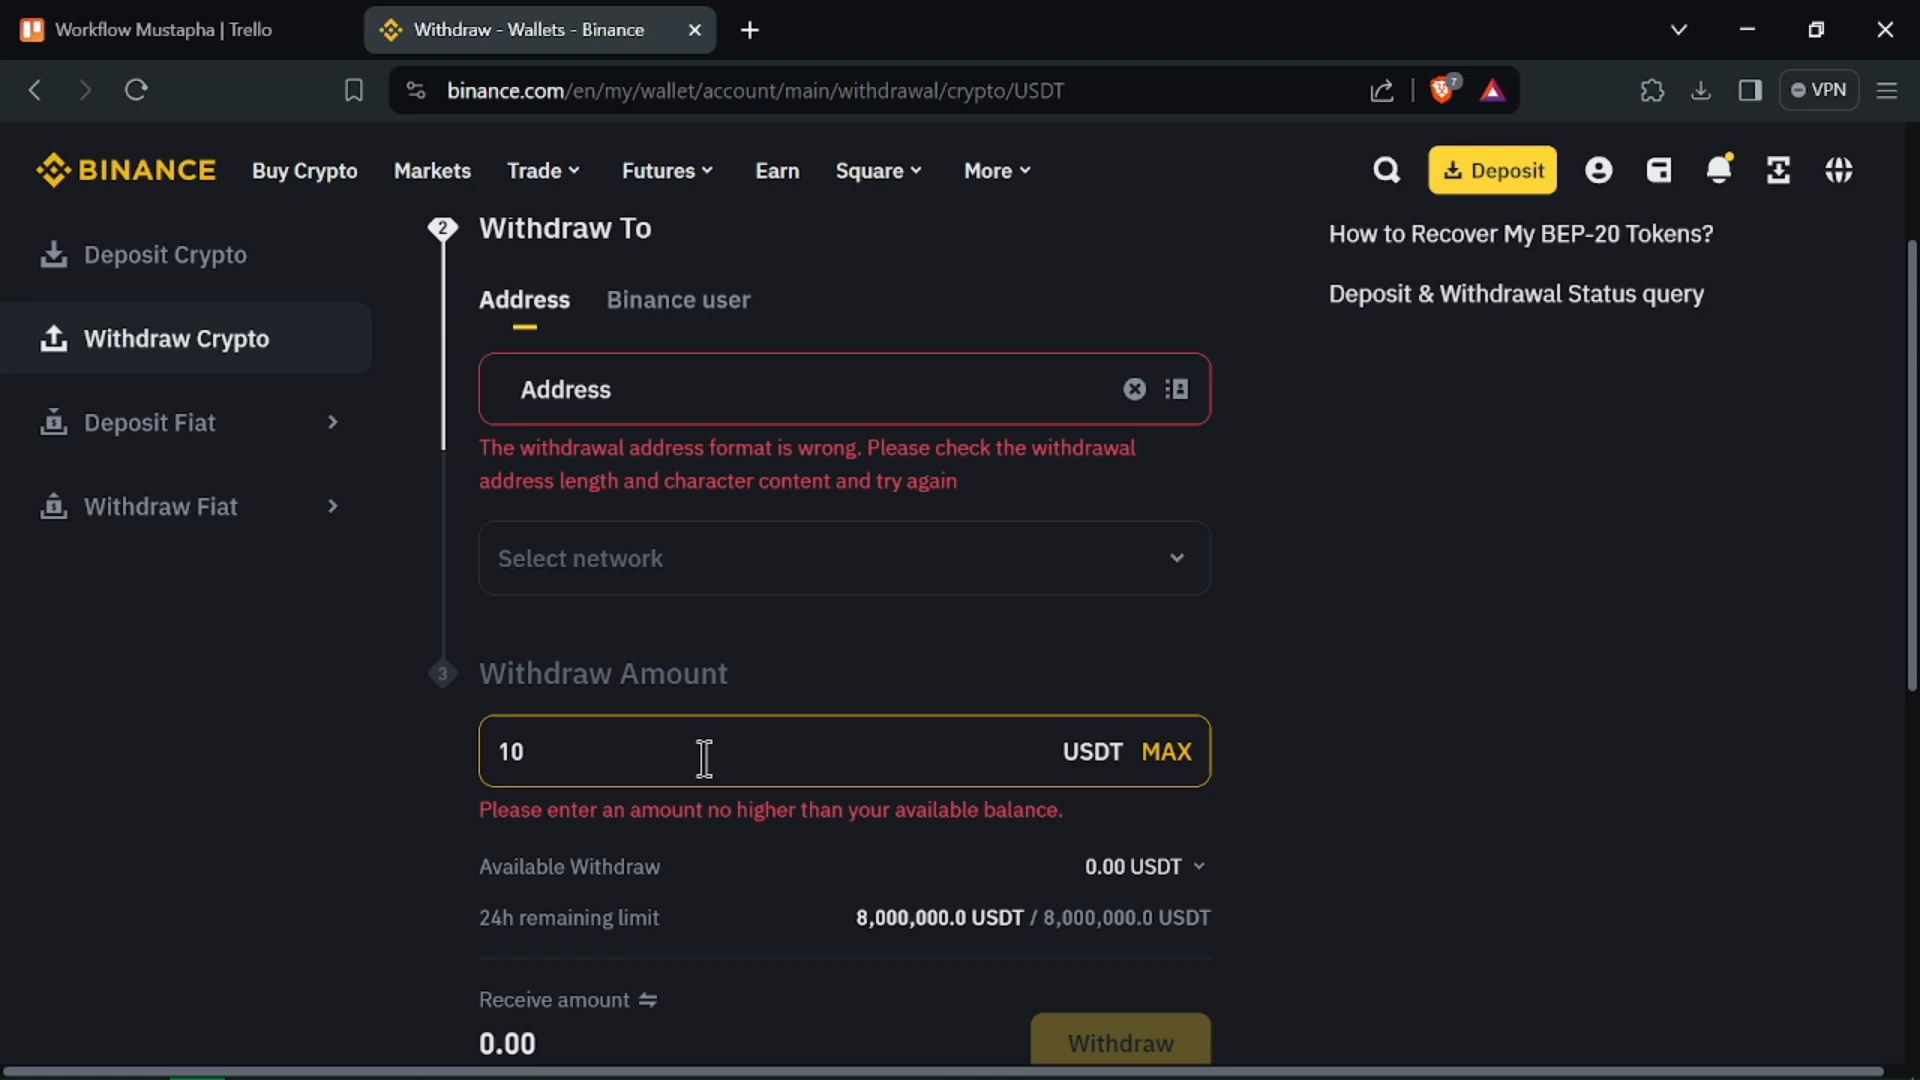 Workflow Mustapha | Trello
Withdraw - Wallets - Binance
binance.com/en/my/wallet/account/main/withdrawal/crypto/USDT
7
VPN
BINANCE
Buy Crypto
Markets
Trade
Futures
Earn
Square
More
Deposit
Deposit Crypto
Withdraw Crypto
Deposit Fiat
Withdraw Fiat
2
Withdraw To
Address
Binance user
Address
The withdrawal address format is wrong. Please check the withdrawal
address length and character content and try again
Select network
3
Withdraw Amount
10
USDT
MAX
Please enter an amount no higher than your available balance.
Available Withdraw
0.00 USDT
24h remaining limit
8,000,000.0 USDT / 8,000,000.0 USDT
Receive amount
0.00
Withdraw
How to Recover My BEP-20 Tokens?
Deposit & Withdrawal Status query